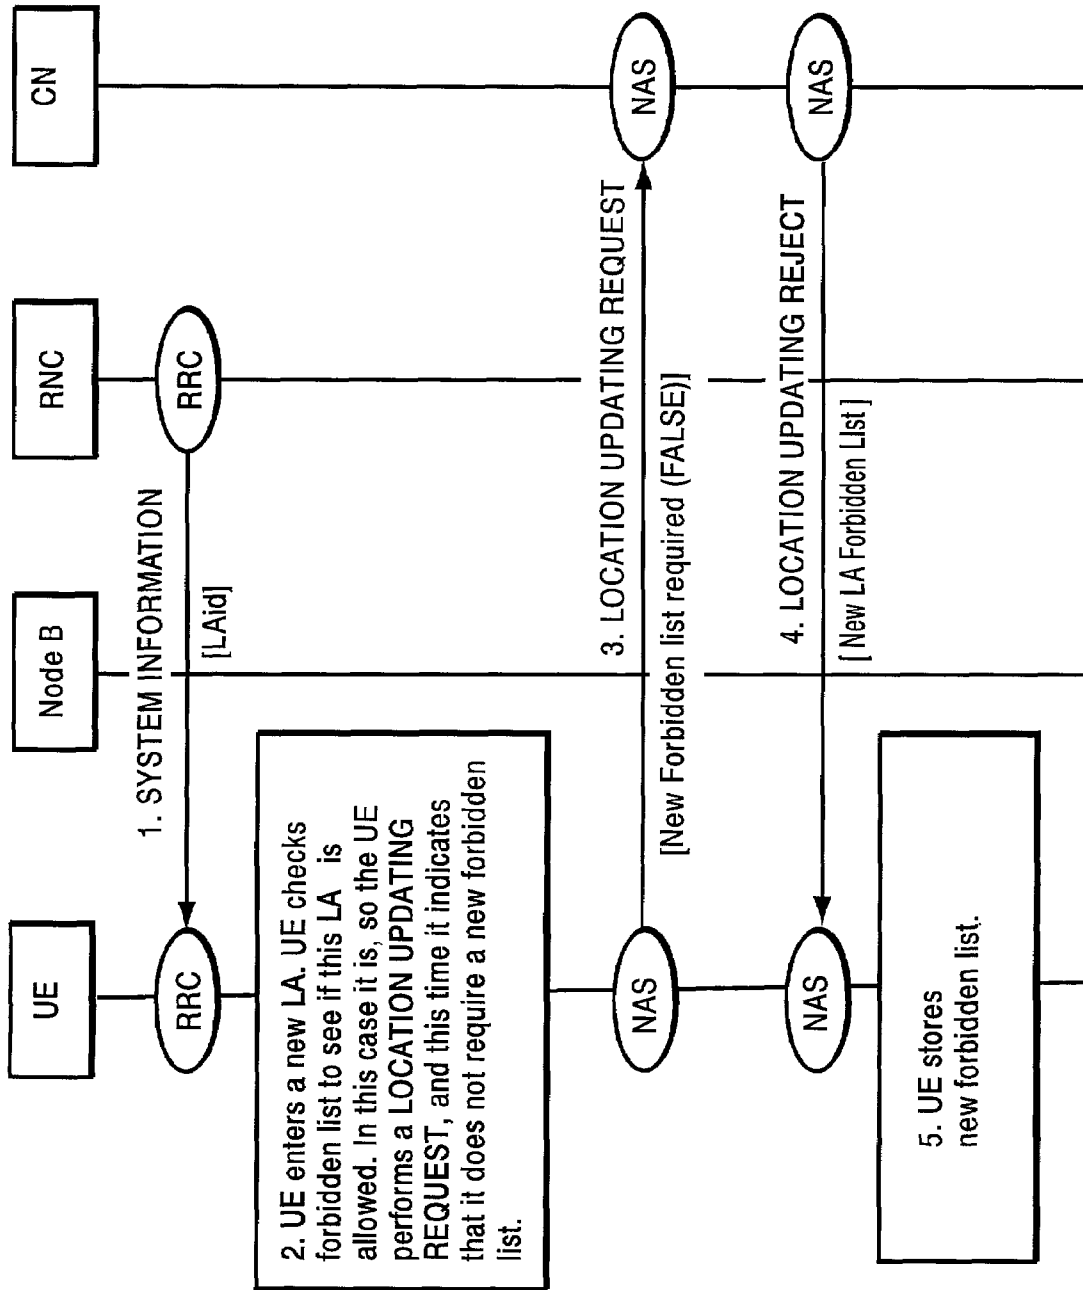 UE
Node B
RNC
CN
1. SYSTEM INFORMATION
RRC
RRC
[LAid]
2. UE enters a new LA. UE checks
forbidden list to see if this LA is
allowed. In this case it is, so the UE
performs a LOCATION UPDATING
REQUEST, and this time it indicates
that it does not require a new forbidden
list.
3. LOCATION UPDATING REQUEST
NAS
NAS
[New Forbidden list required (FALSE)]
4. LOCATION UPDATING REJECT
NAS
NAS
[New LA Forbidden LIst]
5. UE stores
new forbidden list.